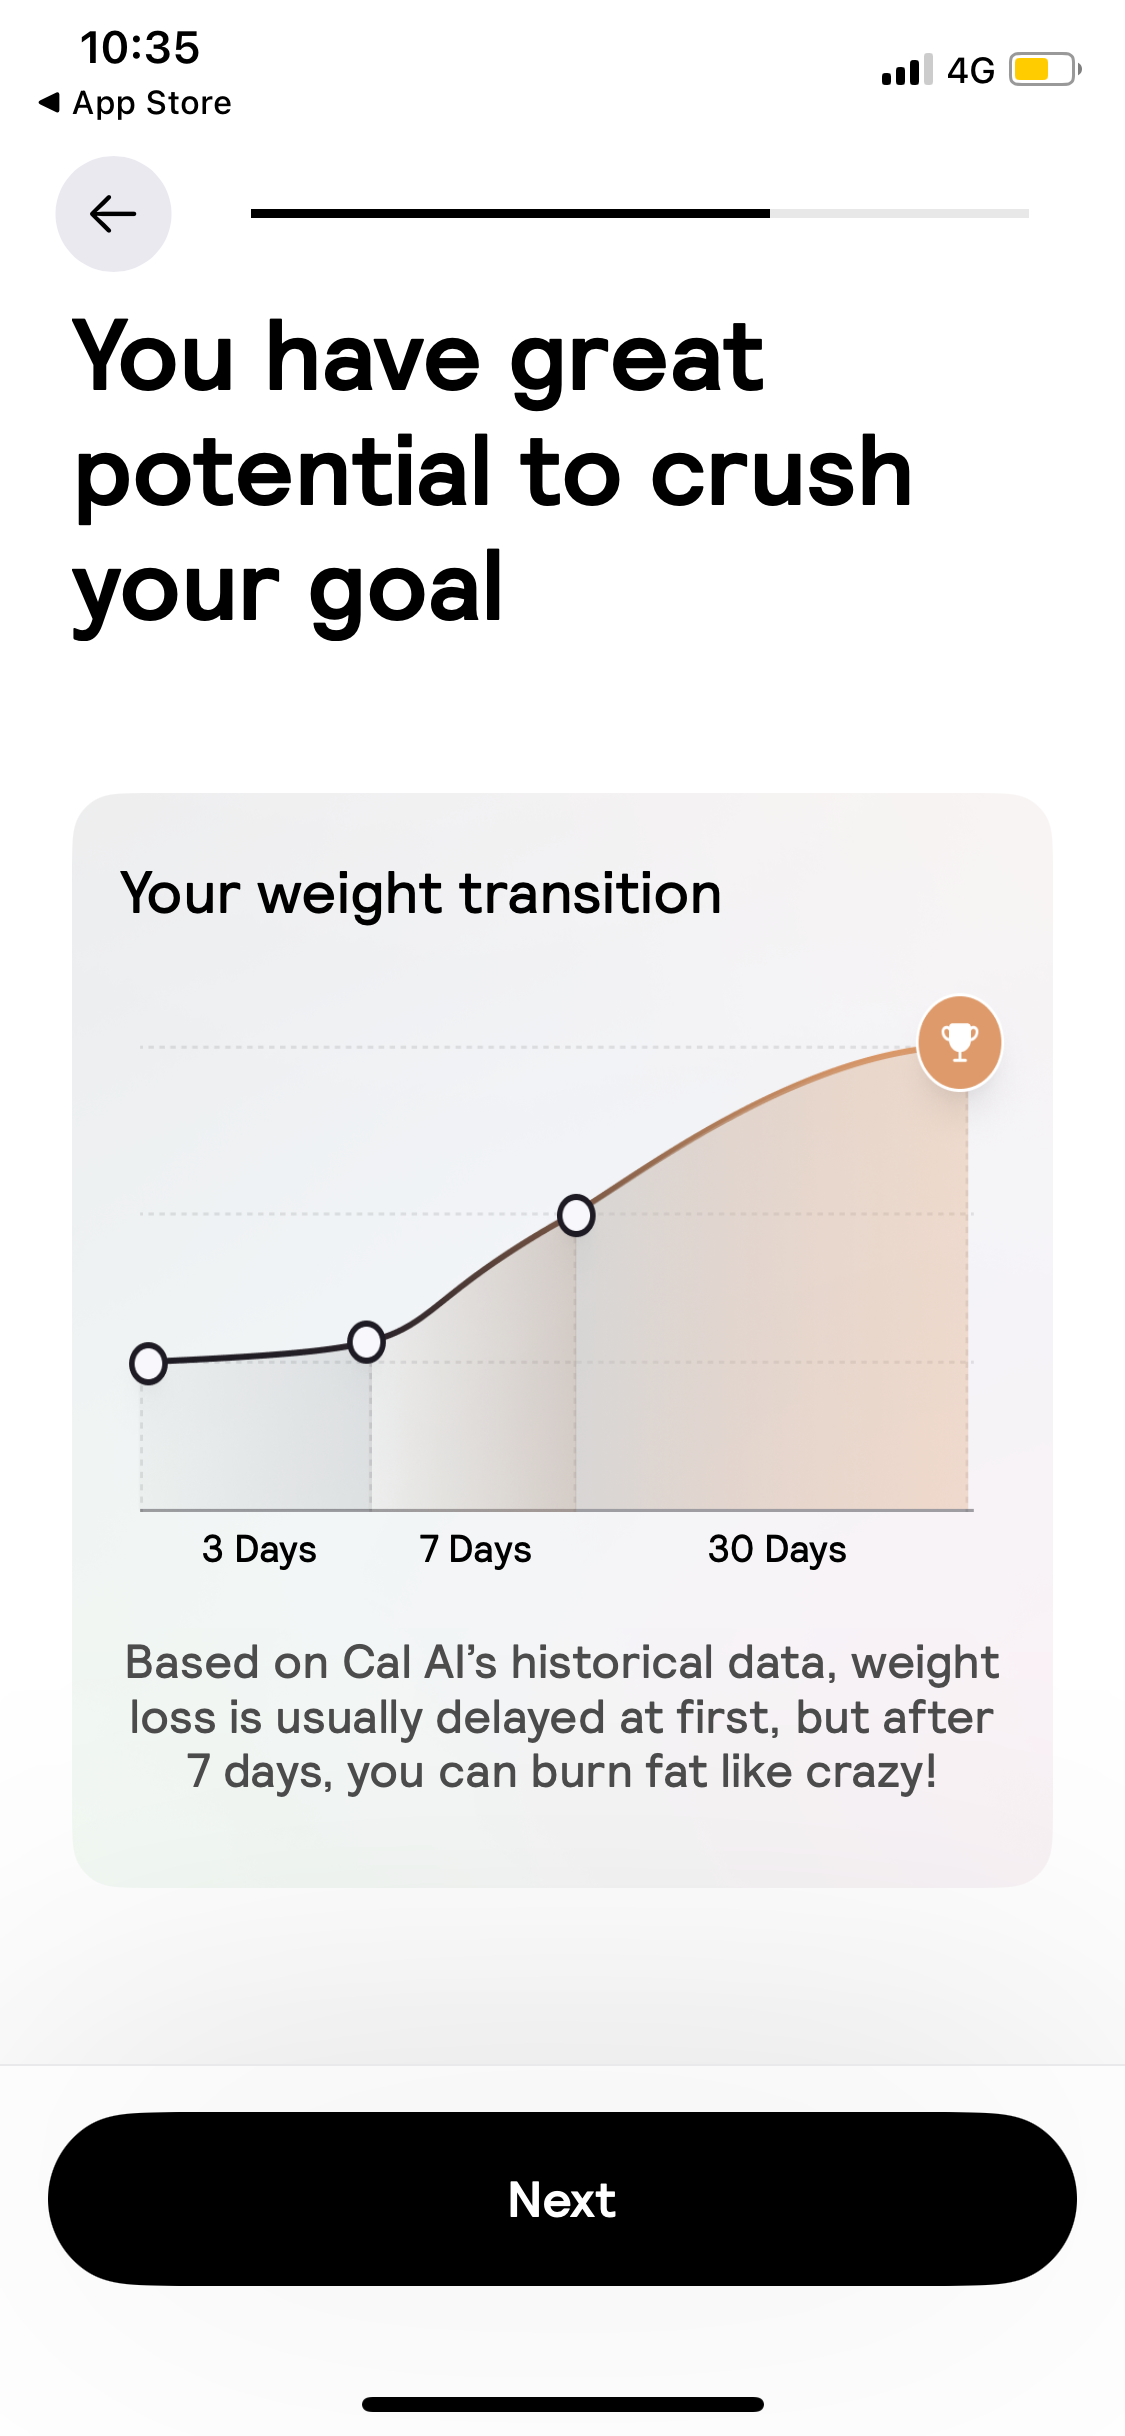 10:35
4G
◀ App Store
You have great
potential to crush
your goal
Your weight transition
3 Days
7 Days
30 Days
Based on Cal AI’s historical data, weight
loss is usually delayed at first, but after
7 days, you can burn fat like crazy!
Next